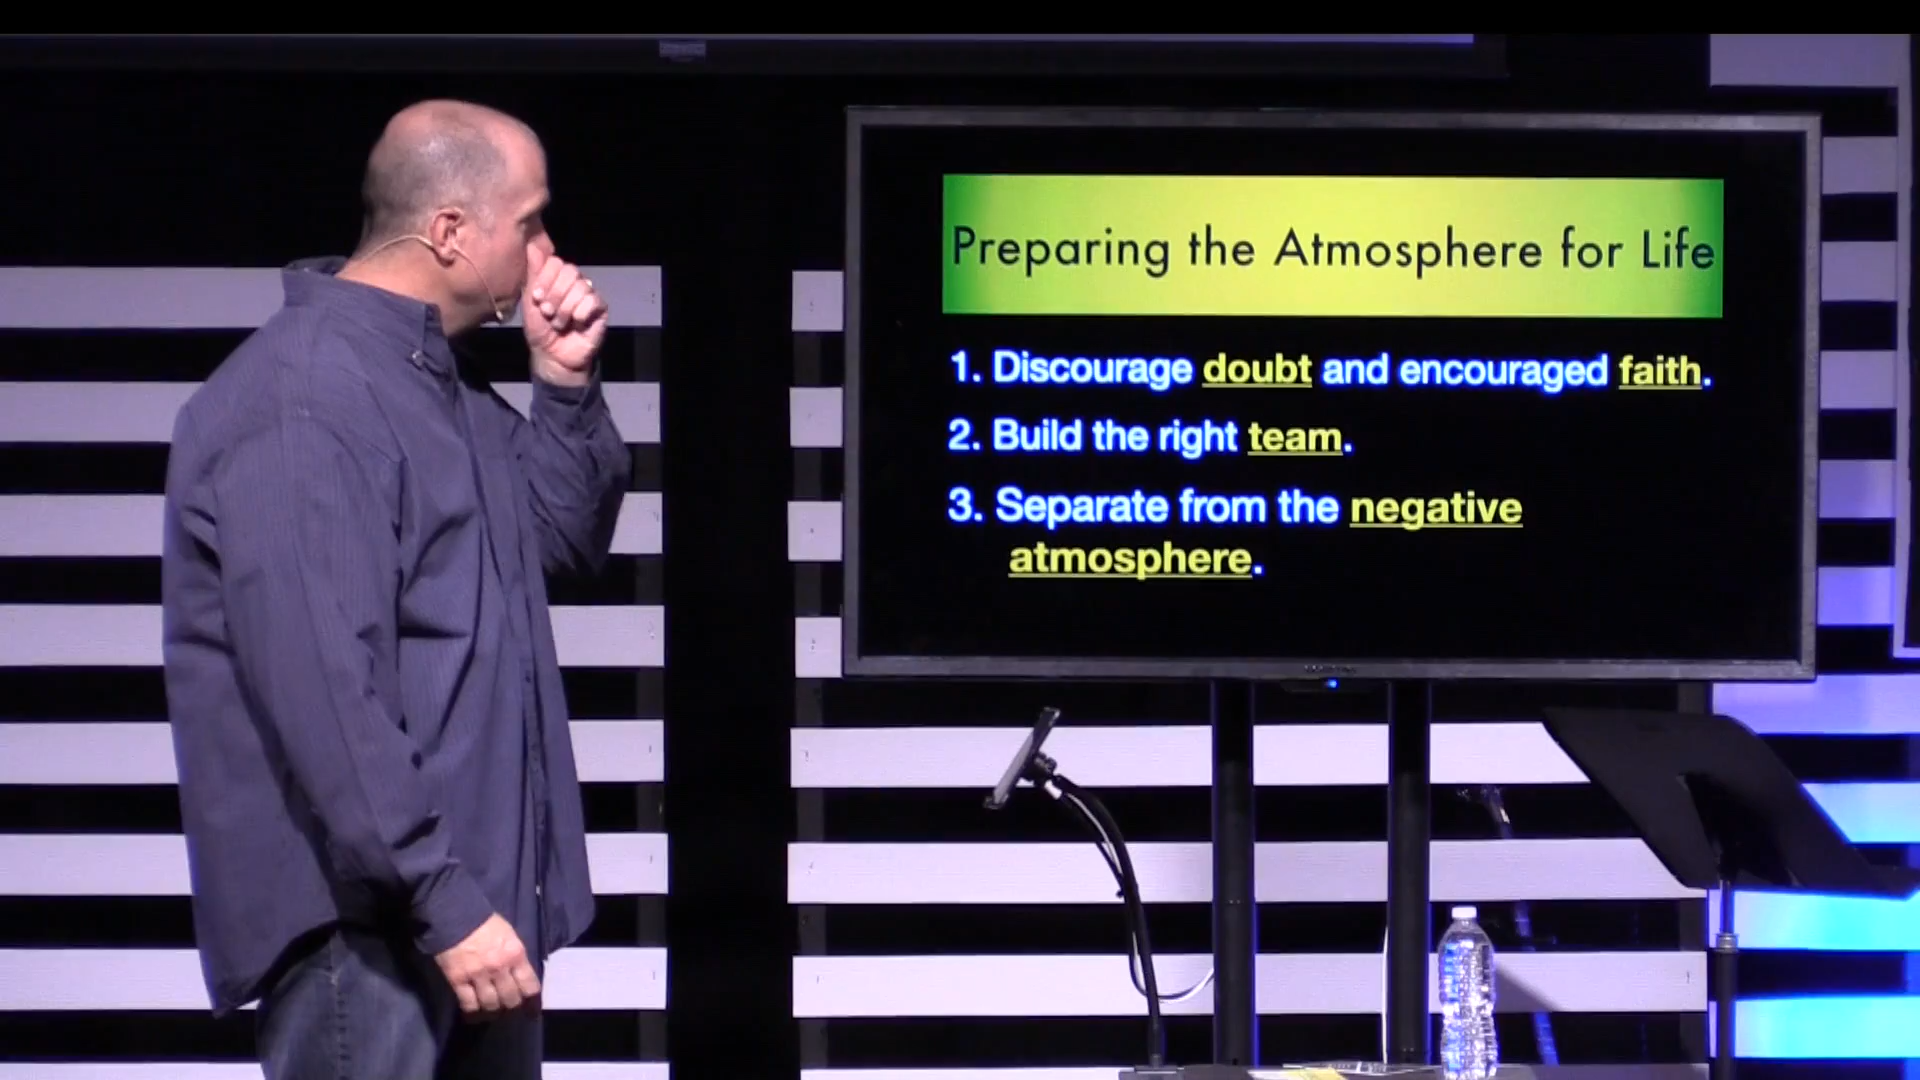 Preparing the Atmosphere for Life
1. Discourage doubt and encouraged faith.
2. Build the right team.
3. Separate from the negative
atmosphere.